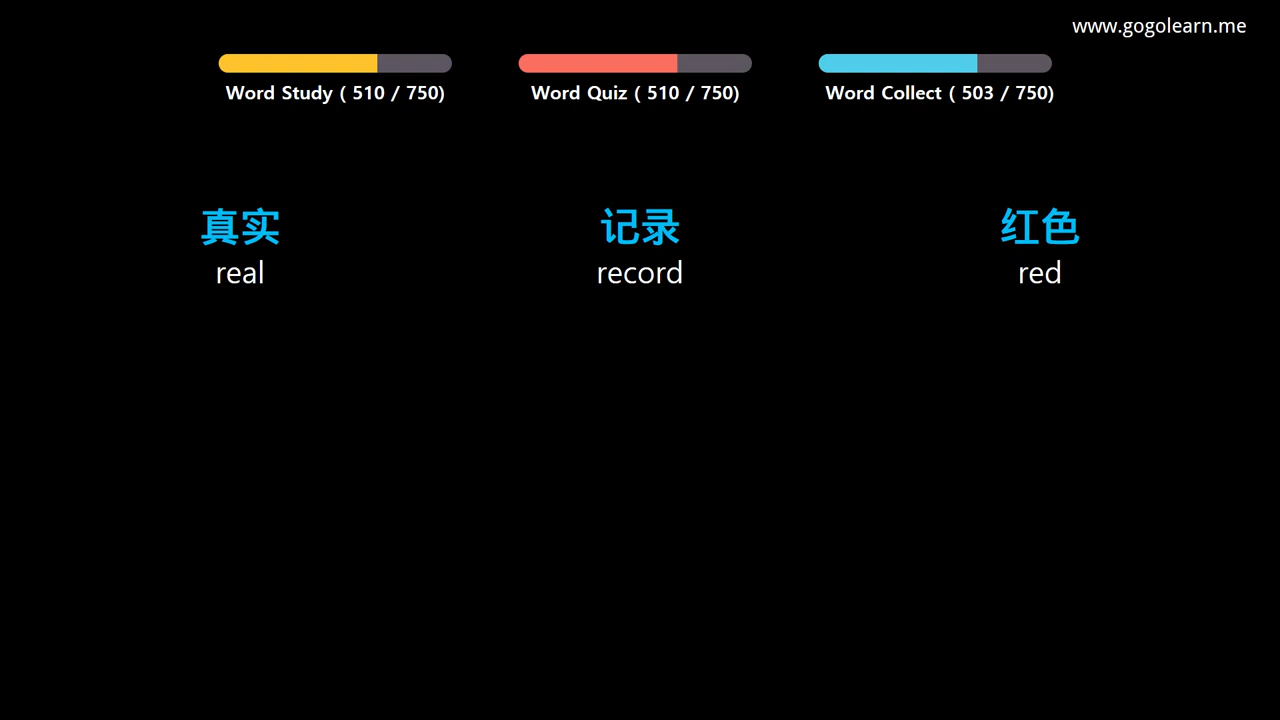 www.gogolearn.me
Word Study ( 510 / 750)
Word Quiz ( 510 / 750)
Word Collect ( 503 / 750)
真实
real
记录
record
红色
red